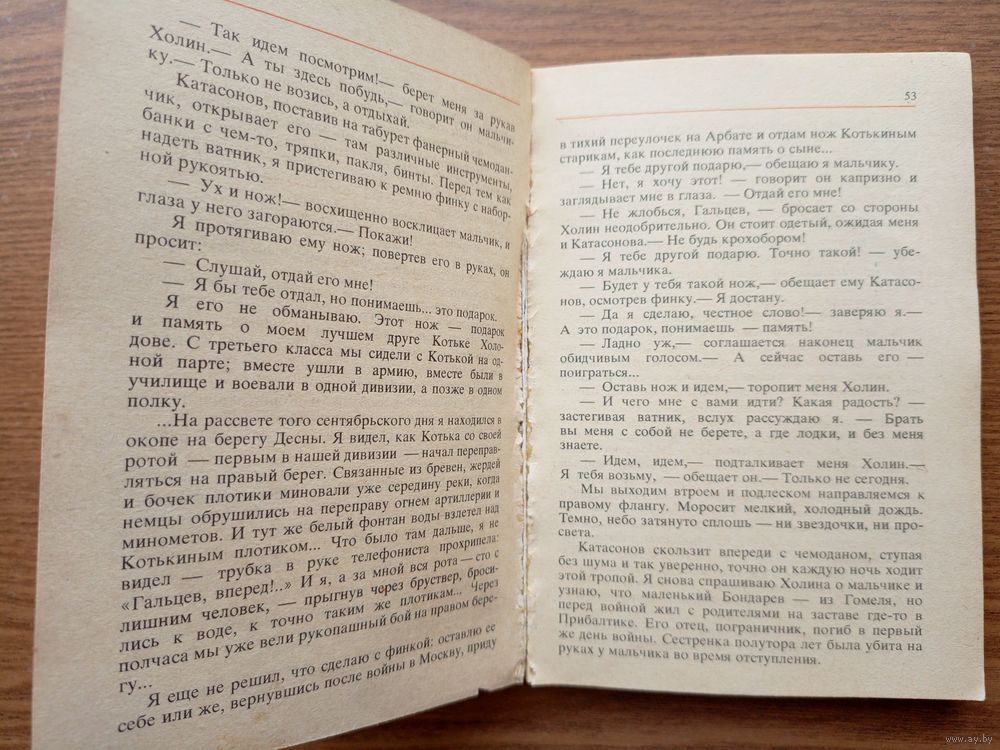 — Так идем посмотрим!— берет меня за рукав
Холин.— А ты здесь побудь,— говорит он мальчи-
ку.— Только не возись, а отдыхай.
Катасонов, поставив на табурет фанерный чемодан-
чик, открывает его — там различные инструменты,
банки с чем-то, тряпки, пакля, бинты. Перед тем как
надеть ватник, я пристегиваю к ремню финку с набор-
ной рукоятью.
— Ух и нож!— восхищенно восклицает мальчик, и
глаза у него загораются.— Покажи!
Я протягиваю ему нож; повертев его в руках, он
просит:
— Слушай, отдай его мне!
— Я бы тебе отдал, но понимаешь... это подарок.
Я его не обманываю. Этот нож — подарок
и память о моем лучшем друге Котьке Холо-
дове. С третьего класса мы сидели с Котькой на од-
ной парте; вместе ушли в армию, вместе были в
училище и воевали в одной дивизии, а позже в одном
полку.
...На рассвете того сентябрьского дня я находился в
окопе на берегу Десны. Я видел, как Котька со своей
ротой — первым в нашей дивизии — начал переправ-
ляться на правый берег. Связанные из бревен, жердей
и бочек плотики миновали уже середину реки, когда
немцы обрушились на переправу огнем артиллерии и
минометов. И тут же белый фонтан воды взлетел над
Котькиным плотиком... Что было там дальше, я не
видел — трубка в руке телефониста прохрипела:
«Гальцев, вперед!..» И я, а за мной вся рота — сто с
лишним человек, — прыгнув через бруствер, броси-
лись к воде, к точно таким же плотикам... Через
полчаса мы уже вели рукопашный бой на правом бере-
гу...
Я еще не решил, что сделаю с финкой: оставлю ее
себе или же, вернувшись после войны в Москву, приду
53
в тихий переулочек на Арбате и отдам нож Котькиным
старикам, как последнюю память о сыне...
— Я тебе другой подарю,— обещаю я мальчику.
— Нет, я хочу этот! — говорит он капризно и
заглядывает мне в глаза. — Отдай его мне!
— Не жлобься, Гальцев, — бросает со стороны
Холин неодобрительно. Он стоит одетый, ожидая меня
и Катасонова.— Не будь крохобором!
— Я тебе другой подарю. Точно такой! — убе-
ждаю я мальчика.
— Будет у тебя такой нож,— обещает ему Катасо-
нов, осмотрев финку.— Я достану.
— Да я сделаю, честное слово!— заверяю я.—
А это подарок, понимаешь — память!
— Ладно уж,— соглашается наконец мальчик
обидчивым голосом.— А сейчас оставь его —
поиграться...
— Оставь нож и идем,— торопит меня Холин.
— И чего мне с вами идти? Какая радость? —
застегивая ватник, вслух рассуждаю я. — Брать
вы меня с собой не берете, а где лодки, и без меня
знаете.
— Идем, идем,— подталкивает меня Холин.—
Я тебя возьму, — обещает он.— Только не сегодня.
Мы выходим втроем и подлеском направляемся к
правому флангу. Моросит мелкий, холодный дождь.
Темно, небо затянуто сплошь — ни звездочки, ни про-
света.
Катасонов скользит впереди с чемоданом, ступая
без шума и так уверенно, точно он каждую ночь ходит
этой тропой. Я снова спрашиваю Холина о мальчике и
узнаю, что маленький Бондарев — из Гомеля, но
перед войной жил с родителями на заставе где-то в
Прибалтике. Его отец, пограничник, погиб в первый
же день войны. Сестренка полутора лет была убита на
руках у мальчика во время отступления.
www.ay.by